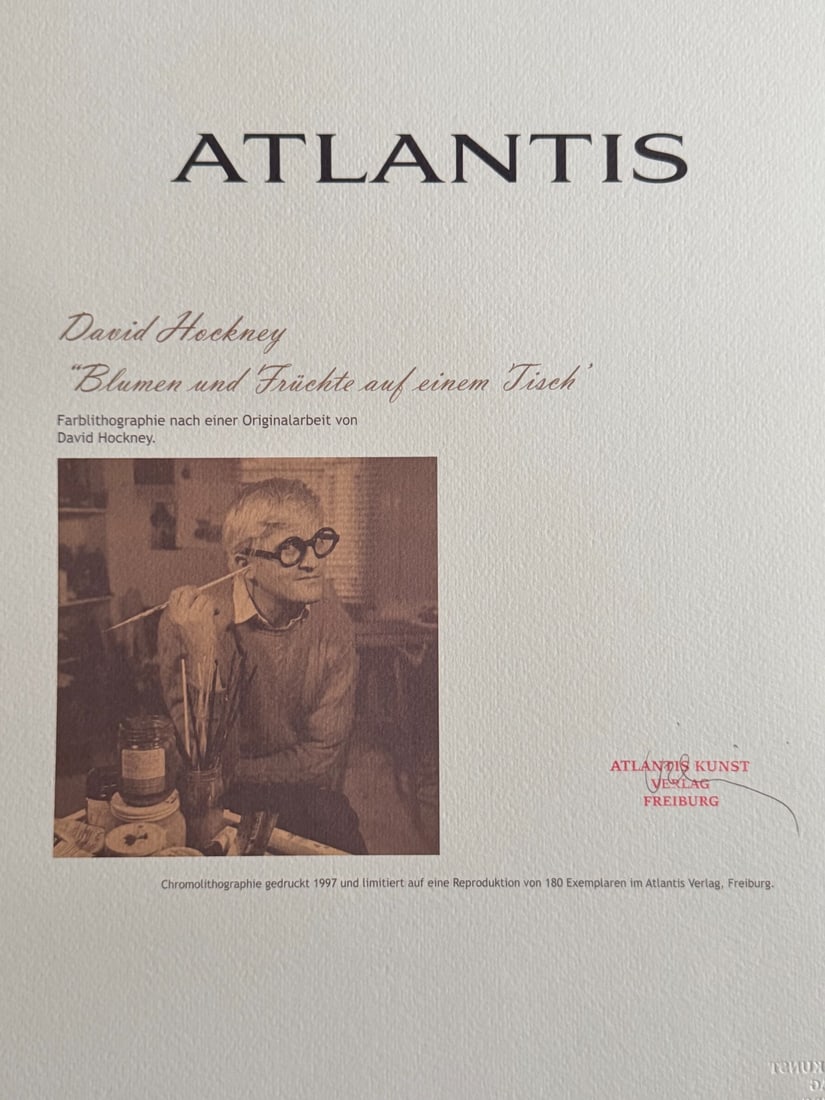 ATLANTIS
David Hockney
"Blumen und Früchte auf einem Tisch'
Farblithographie nach einer Originalarbeit von
David Hockney.
ATLANTIS KUNST
VERLAG
FREIBURG
Chromolithographie gedruckt 1997 und limitiert auf eine Reproduktion von 180 Exemplaren im Atlantis Verlag, Freiburg.
KUNST